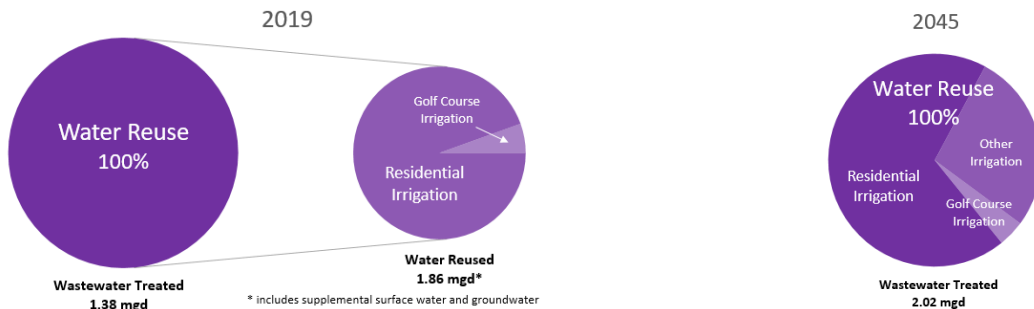 2019
Water Reuse
100%
Golf Course
Irrigation
Residential
Irrigation
Wastewater Treated
1.38 mgd
Water Reused
1.86 mgd*
* includes supplemental surface water and groundwater
2045
Water Reuse
100%
Other
Irrigation
Residential
Irrigation
Golf Course
Irrigation
Wastewater Treated
2.02 mgd